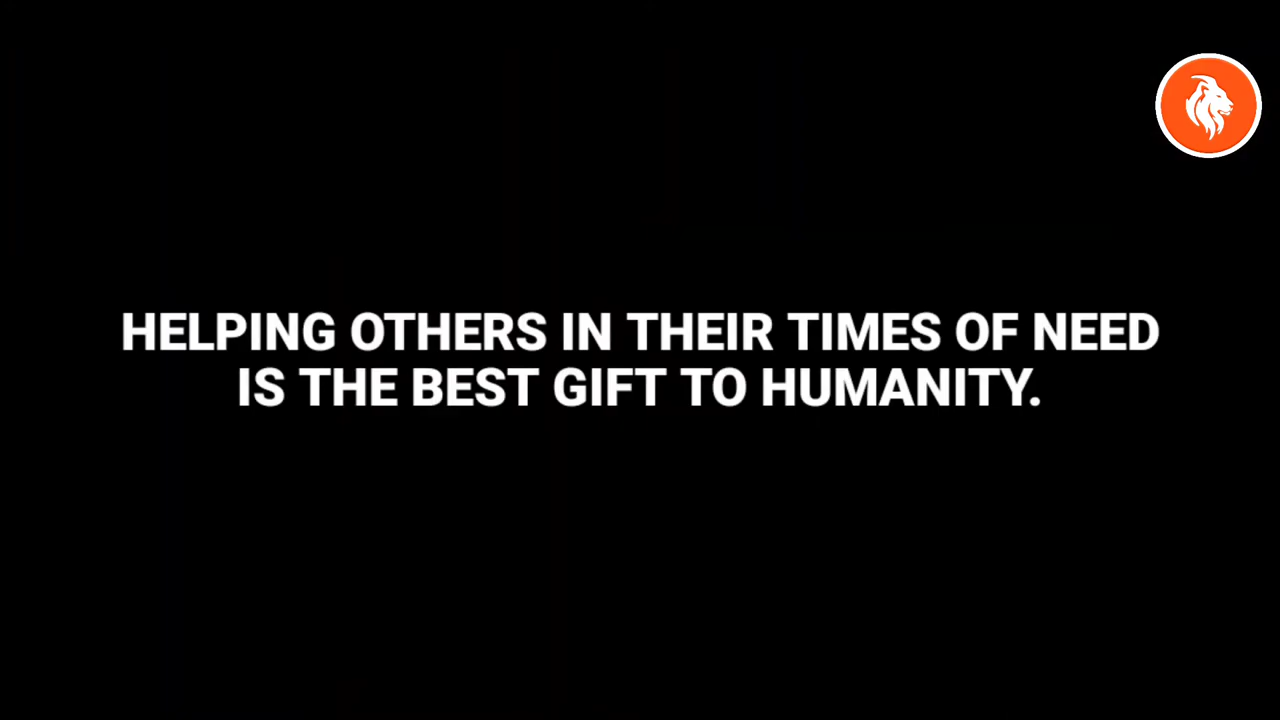 HELPING OTHERS IN THEIR TIMES OF NEED
IS THE BEST GIFT TO HUMANITY.